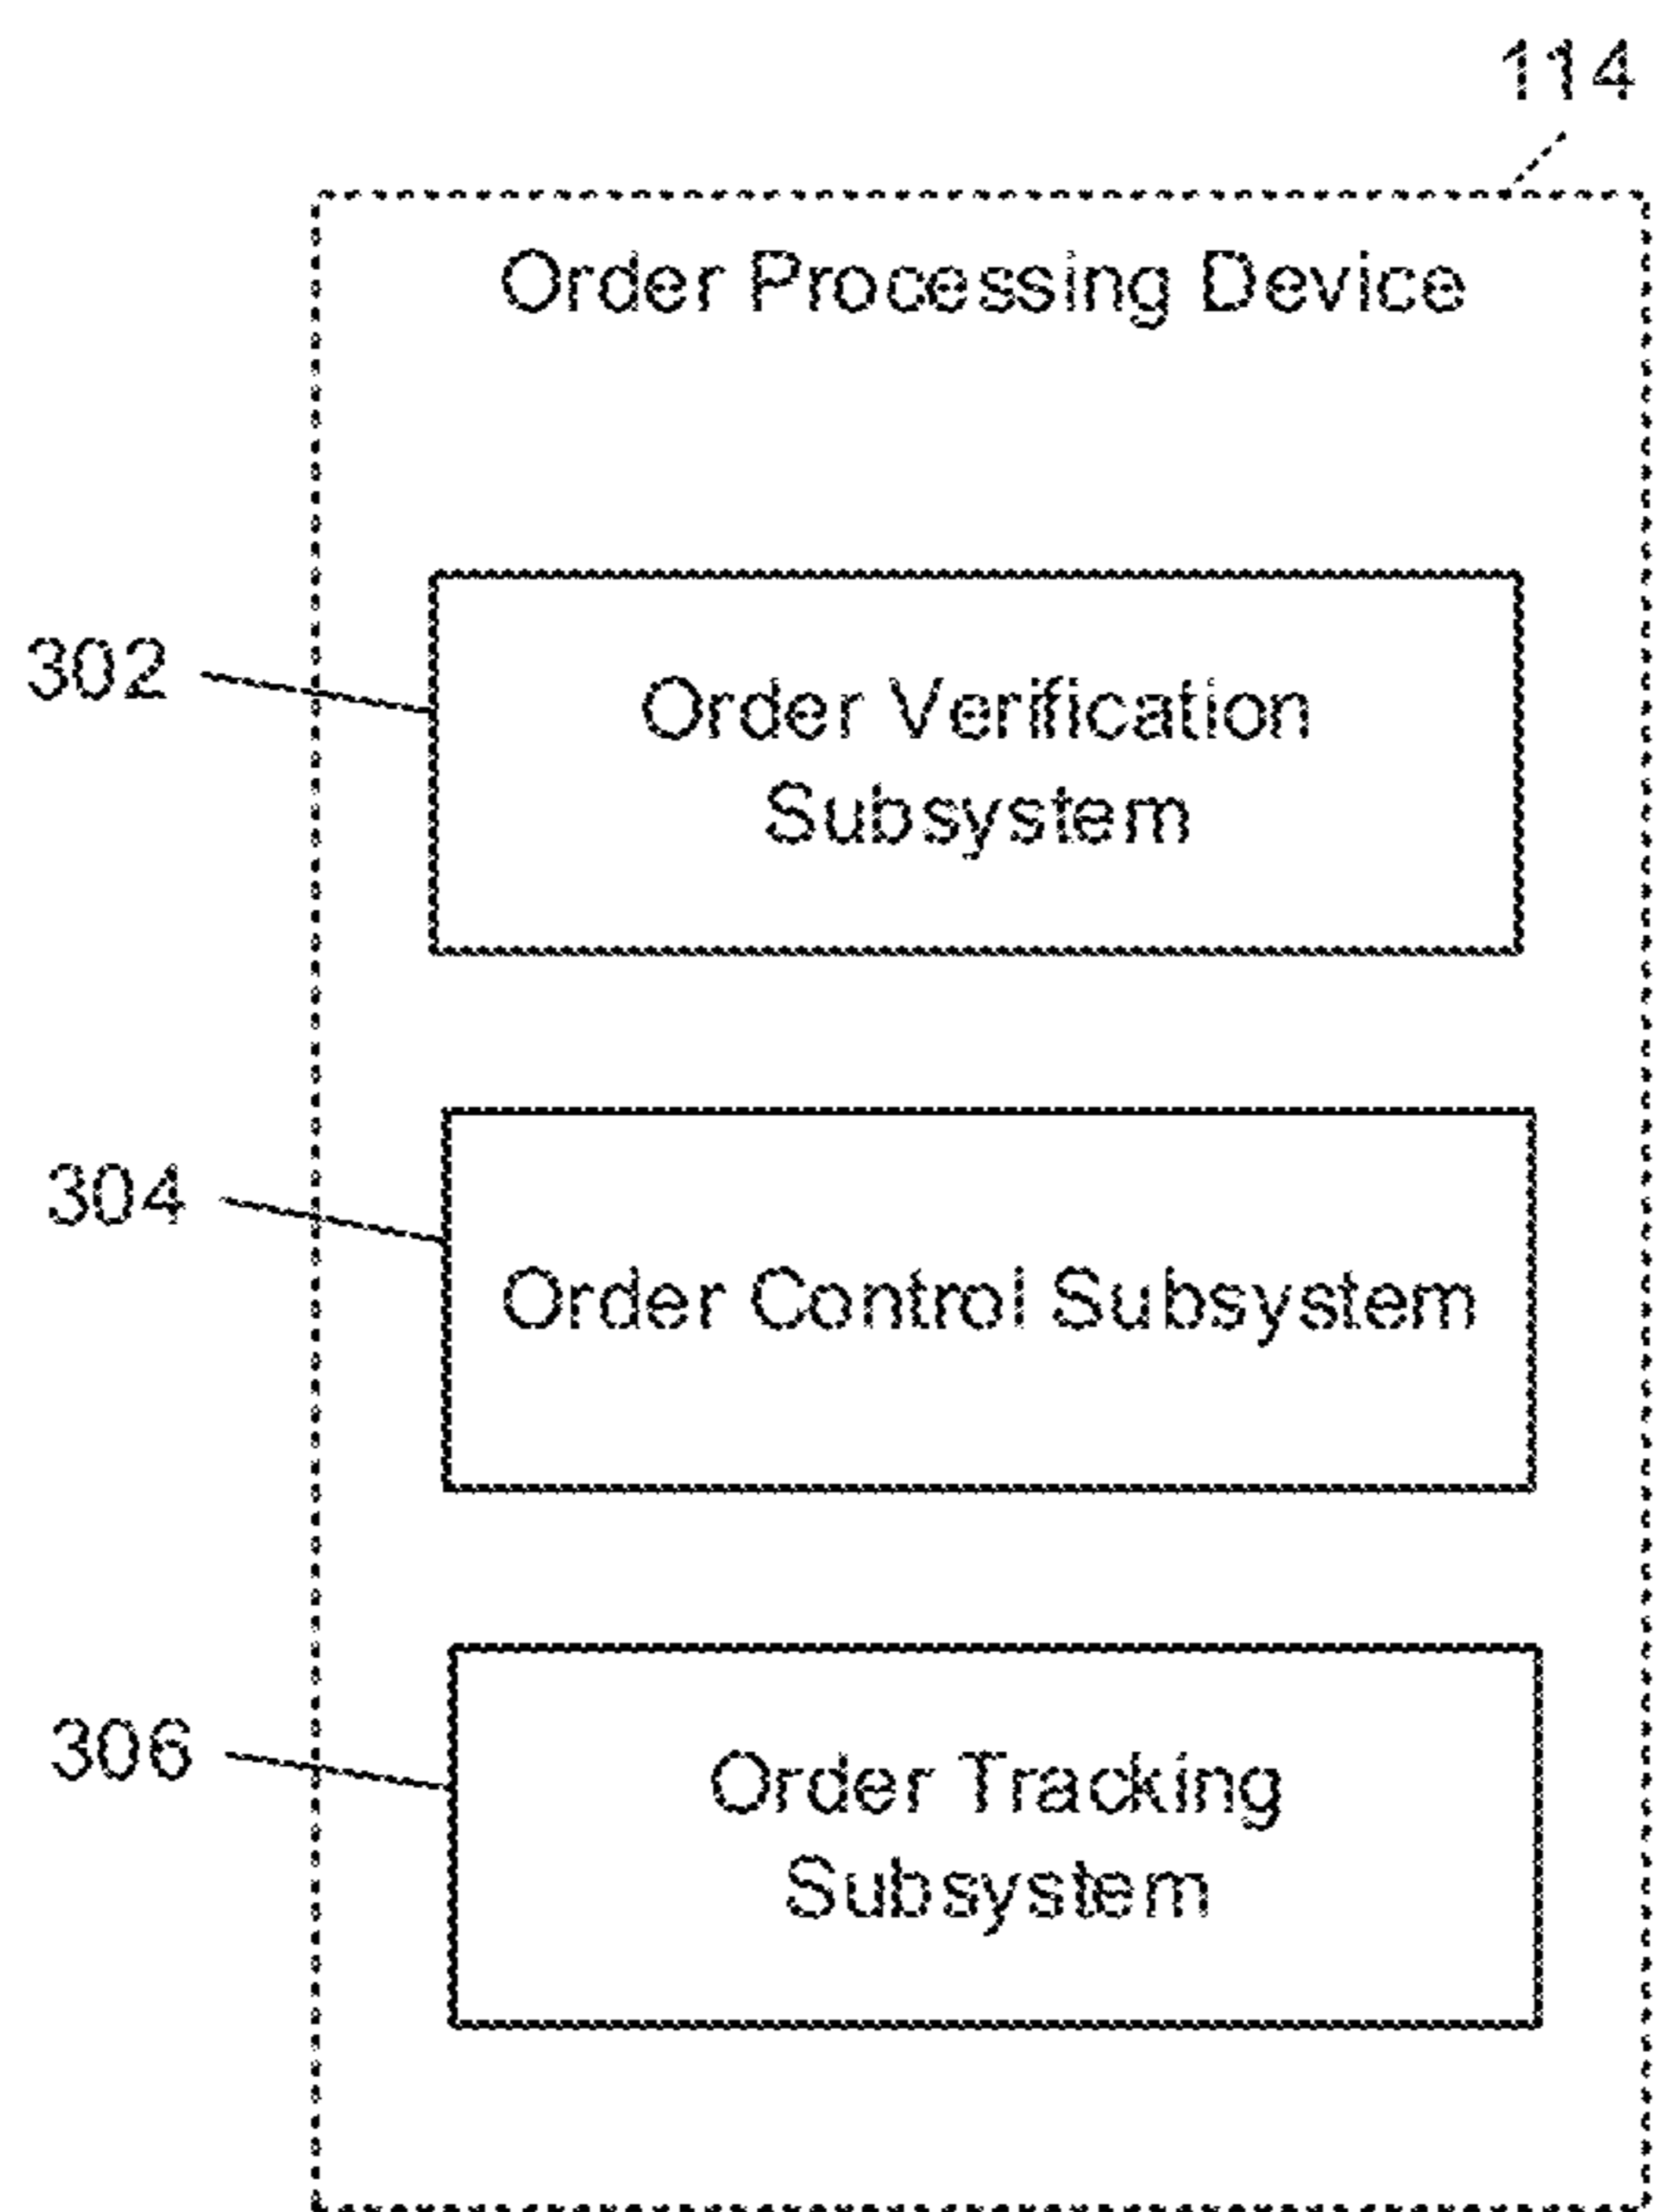 114
Order Processing Device
302
Order Verification
Subsystem
304
Order Control Subsystem
306
Order Tracking
Subsystem